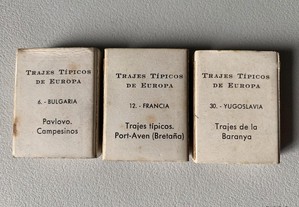 TRAJES TÍPICOS
DE EUROPA
6. - BULGARIA
Pavlovo.
Campesinos
TRAJES TÍPICOS
DE EUROPA
12. - FRANCIA
Trajes típicos.
Port-Aven (Bretaña)
TRAJES TÍPICOS
DE EUROPA
30. - YUGOSLAVIA
Trajes de la
Baranya